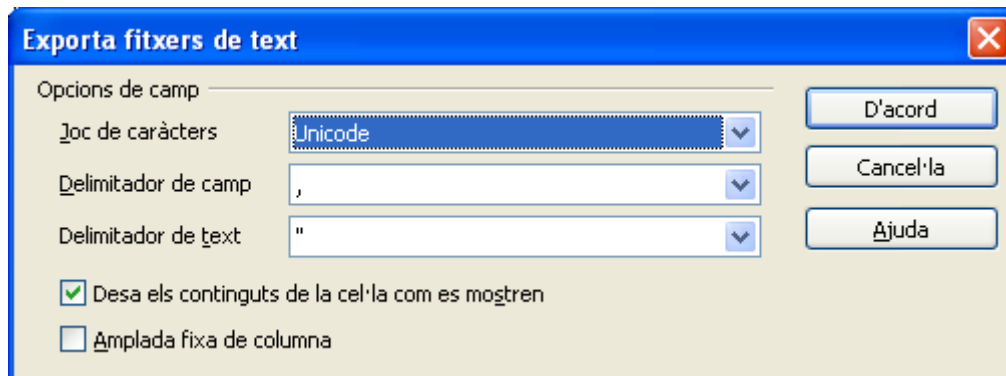 Exporta fitxers de text
Opcions de camp
Joc de caràcters
Unicode
Delimitador de camp
,
Delimitador de text
"
Desa els continguts de la cel·la com es mostren
Amplada fixa de columna
D'acord
Cancel·la
Ajuda